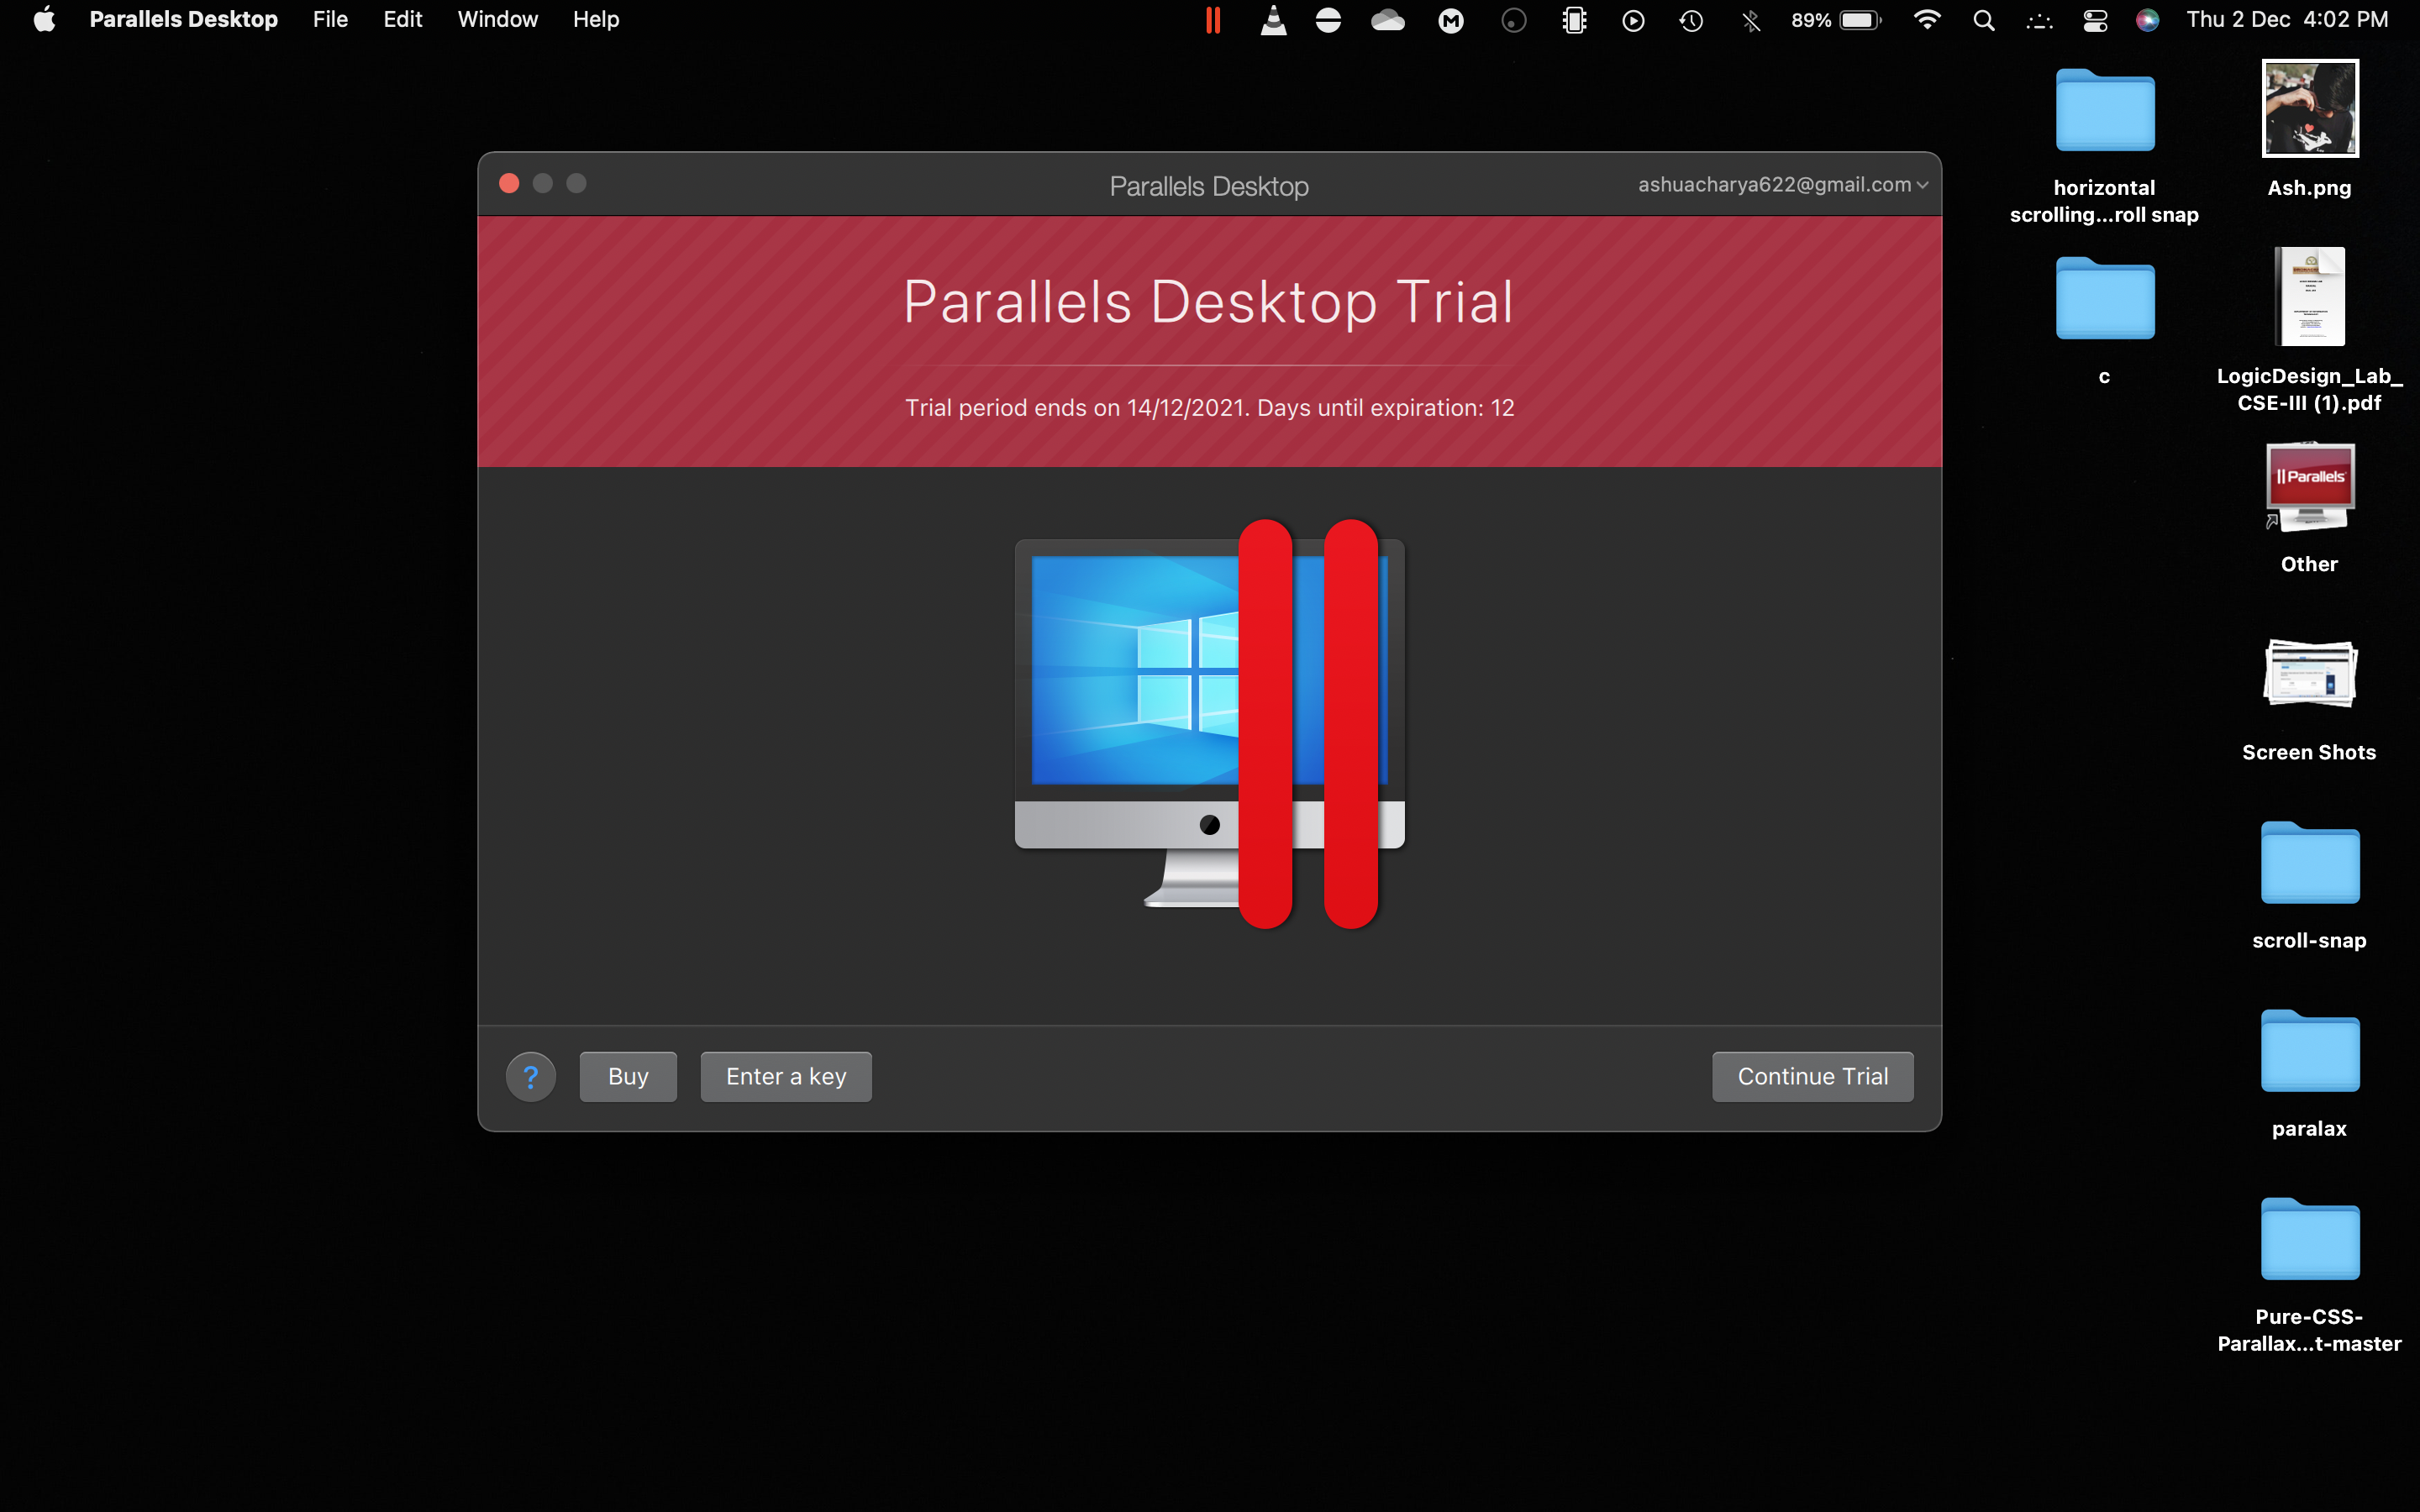 Parallels Desktop File Edit Window Help 89% Thu 2 Dec 4:02 PM
Parallels Desktop
ashuacharya622@gmail.com
Parallels Desktop Trial
Trial period ends on 14/12/2021. Days until expiration: 12
? Buy Enter a key Continue Trial
horizontal
scrolling...roll snap
c
Ash.png
LogicDesign_Lab_
CSE-III (1).pdf
Parallels
Other
Screen Shots
scroll-snap
paralax
Pure-CSS-
Parallax...t-master